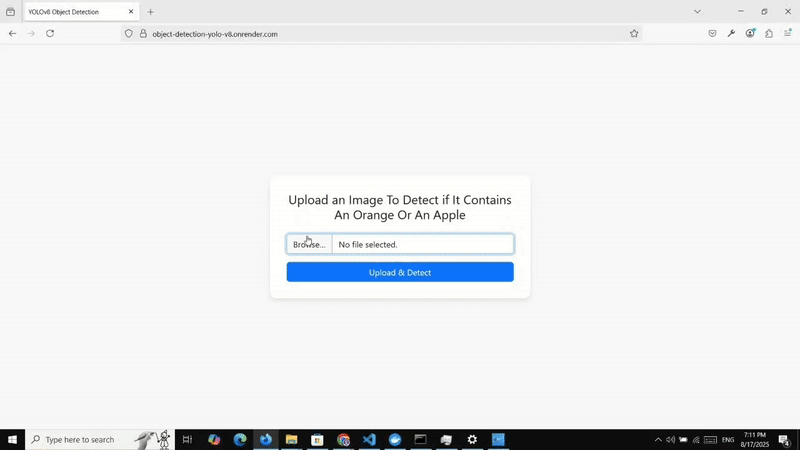 YOLOv8 Object Detection
object-detection-yolo-v8.onrender.com
Upload an Image To Detect if It Contains
An Orange Or An Apple
Browse... No file selected.
Upload & Detect
Type here to search
ENG
7:11 PM
8/17/2025
4